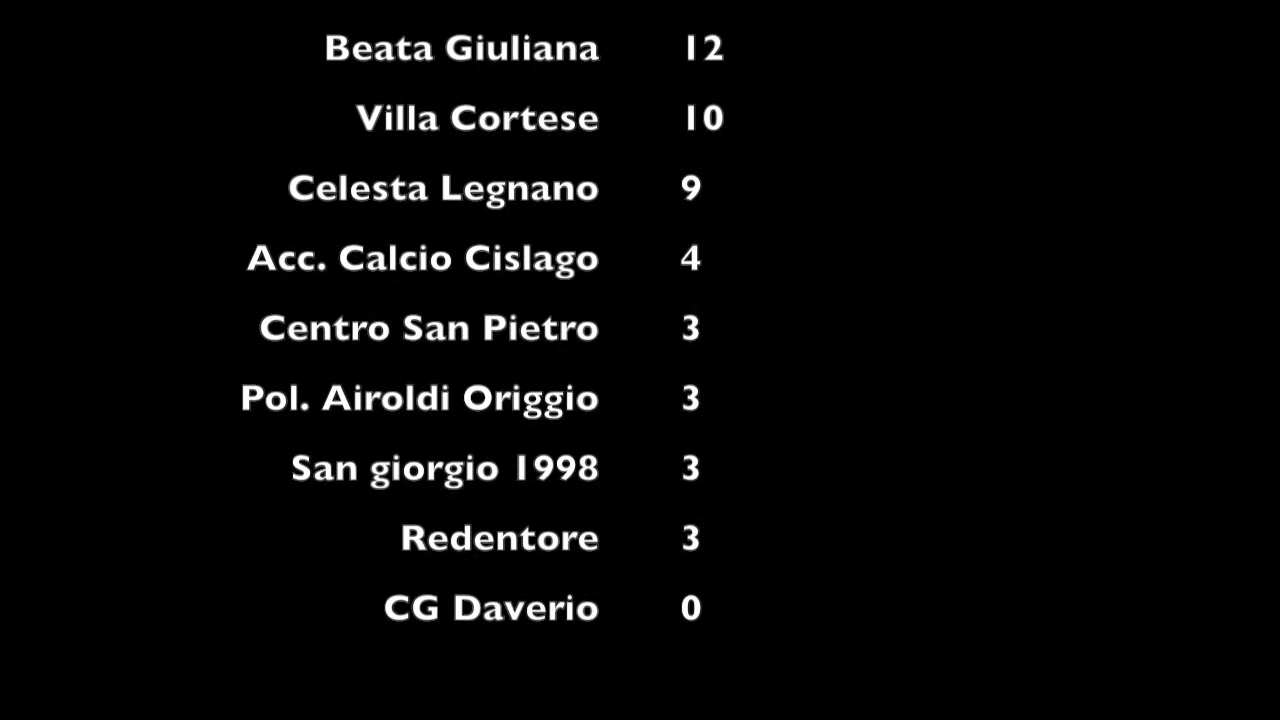 Beata Giuliana 12
Villa Cortese 10
Celesta Legnano 9
Acc. Calcio Cislago 4
Centro San Pietro 3
Pol. Airoldi Origgio 3
San giorgio 1998 3
Redentore 3
CG Daverio 0